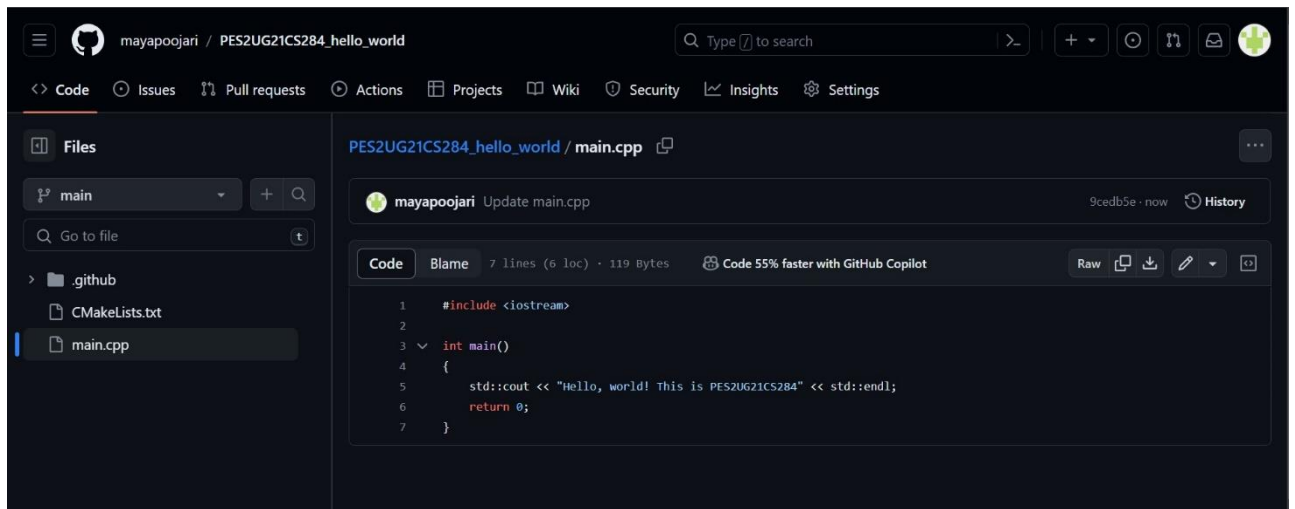 mayapoojari / PES2UG21CS284_hello_world
Type / to search
Code Issues Pull requests Actions Projects Wiki Security Insights Settings
Files
main
Go to file t
.github
CMakeLists.txt
main.cpp
PES2UG21CS284_hello_world / main.cpp
mayapoojari Update main.cpp
9cedb5e · now History
Code Blame 7 lines (6 loc) · 119 Bytes Code 55% faster with GitHub Copilot
Raw
1 #include <iostream>
2
3 int main()
4 {
5 std::cout << "Hello, world! This is PES2UG21CS284" << std::endl;
6 return 0;
7 }